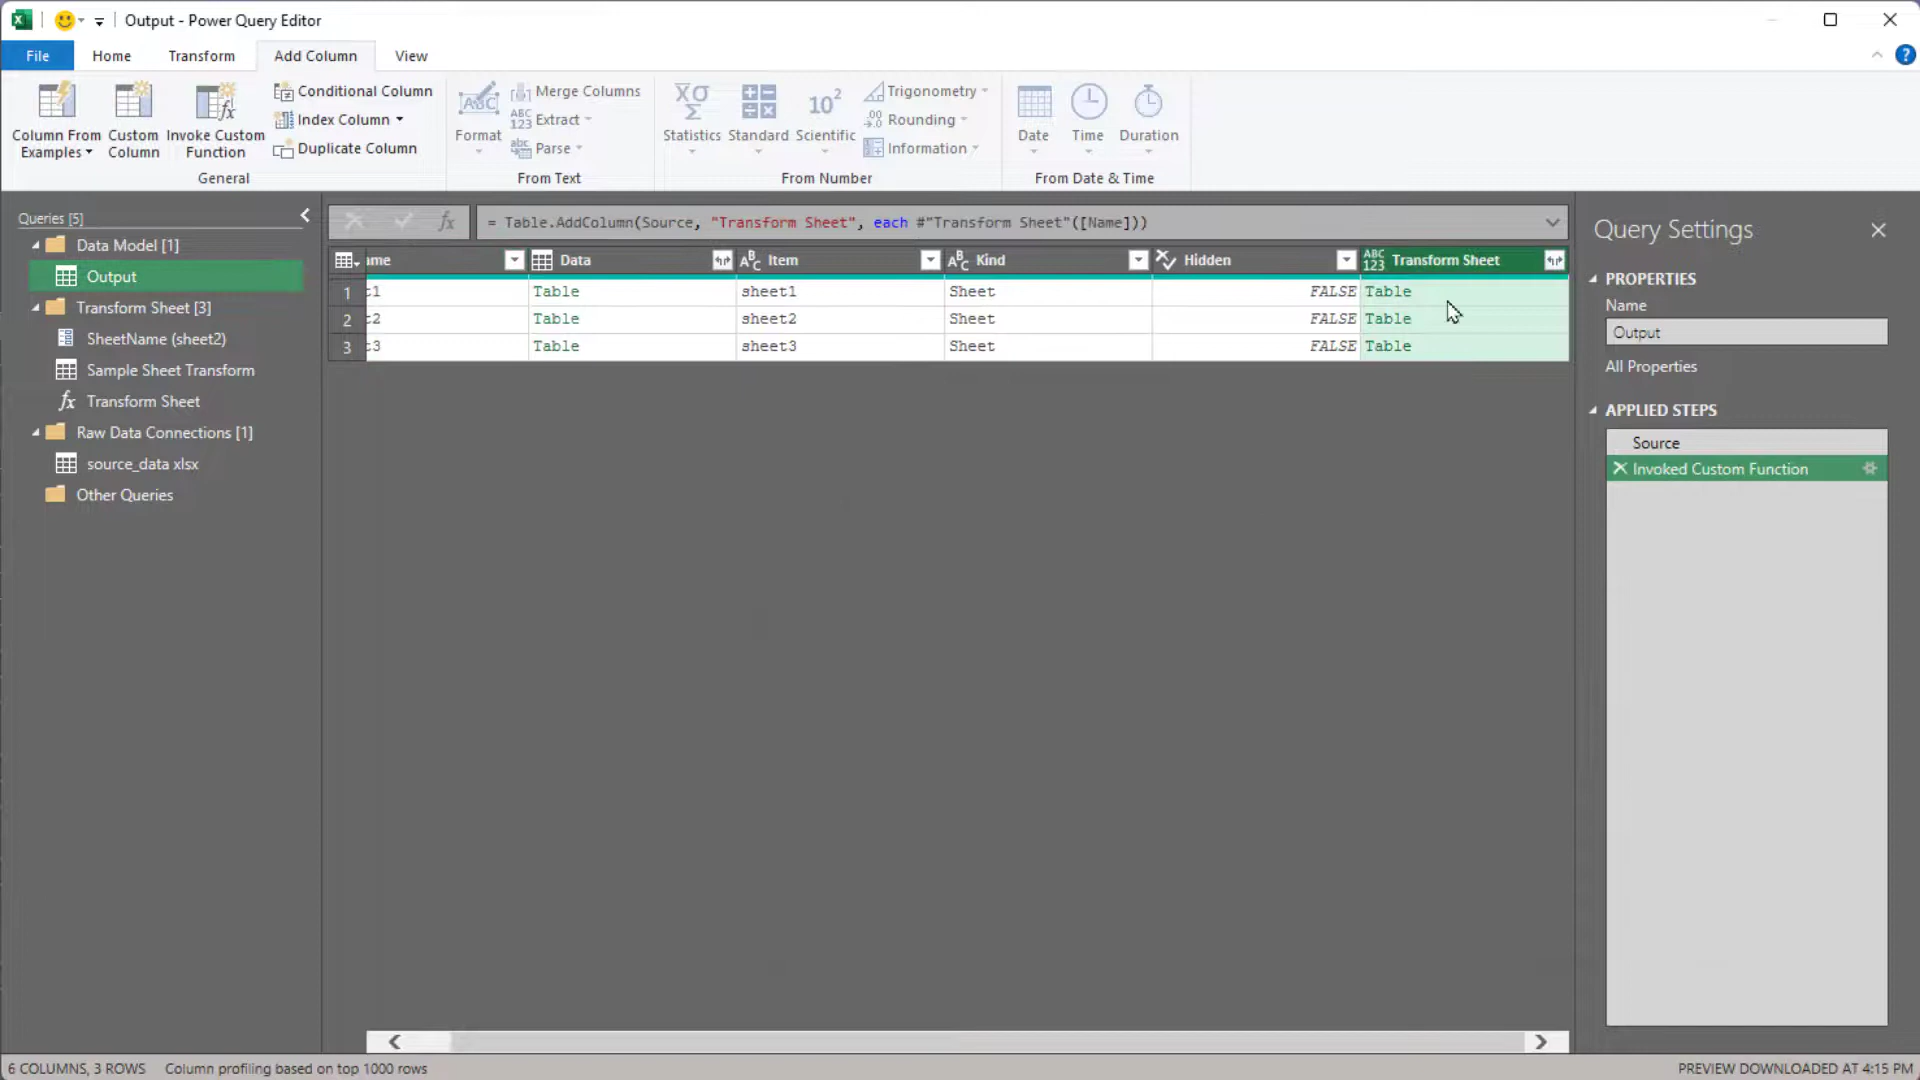 Output - Power Query Editor
File
Home
Transform
Add Column
View
Column From Examples
Custom Column
Invoke Custom Function
Conditional Column
Index Column
Duplicate Column
General
Format
Merge Columns
Extract
Parse
From Text
Statistics
Standard
Scientific
Trigonometry
Rounding
Information
From Number
Date
Time
Duration
From Date & Time
Queries [5]
Data Model [1]
Output
Transform Sheet [3]
SheetName (sheet2)
Sample Sheet Transform
Transform Sheet
Raw Data Connections [1]
source_data xlsx
Other Queries
= Table.AddColumn(Source, "Transform Sheet", each #"Transform Sheet"([Name]))
ame Data Item Kind Hidden Transform Sheet
1 t1 Table sheet1 Sheet FALSE Table
2 t2 Table sheet2 Sheet FALSE Table
3 t3 Table sheet3 Sheet FALSE Table
Query Settings
PROPERTIES
Name
Output
All Properties
APPLIED STEPS
Source
Invoked Custom Function
6 COLUMNS, 3 ROWS Column profiling based on top 1000 rows
PREVIEW DOWNLOADED AT 4:15 PM